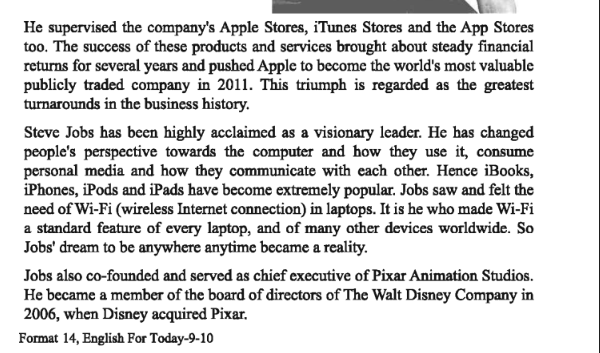 He supervised the company's Apple Stores, iTunes Stores and the App Stores
too. The success of these products and services brought about steady financial
returns for several years and pushed Apple to become the world's most valuable
publicly traded company in 2011. This triumph is regarded as the greatest
turnarounds in the business history.
Steve Jobs has been highly acclaimed as a visionary leader. He has changed
people's perspective towards the computer and how they use it, consume
personal media and how they communicate with each other. Hence iBooks,
iPhones, iPods and iPads have become extremely popular. Jobs saw and felt the
need of Wi-Fi (wireless Internet connection) in laptops. It is he who made Wi-Fi
a standard feature of every laptop, and of many other devices worldwide. So
Jobs' dream to be anywhere anytime became a reality.
Jobs also co-founded and served as chief executive of Pixar Animation Studios.
He became a member of the board of directors of The Walt Disney Company in
2006, when Disney acquired Pixar.
Format 14, English For Today-9-10